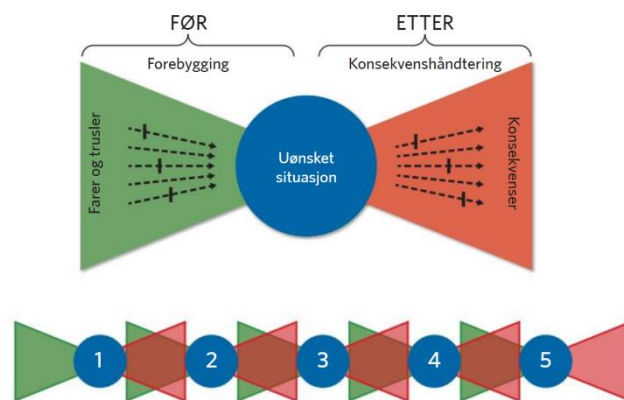 FØR
ETTER
Forebygging
Konsekvenshåndtering
Farer og trusler
Uønsket
situasjon
Konsekvenser
1 2 3 4 5